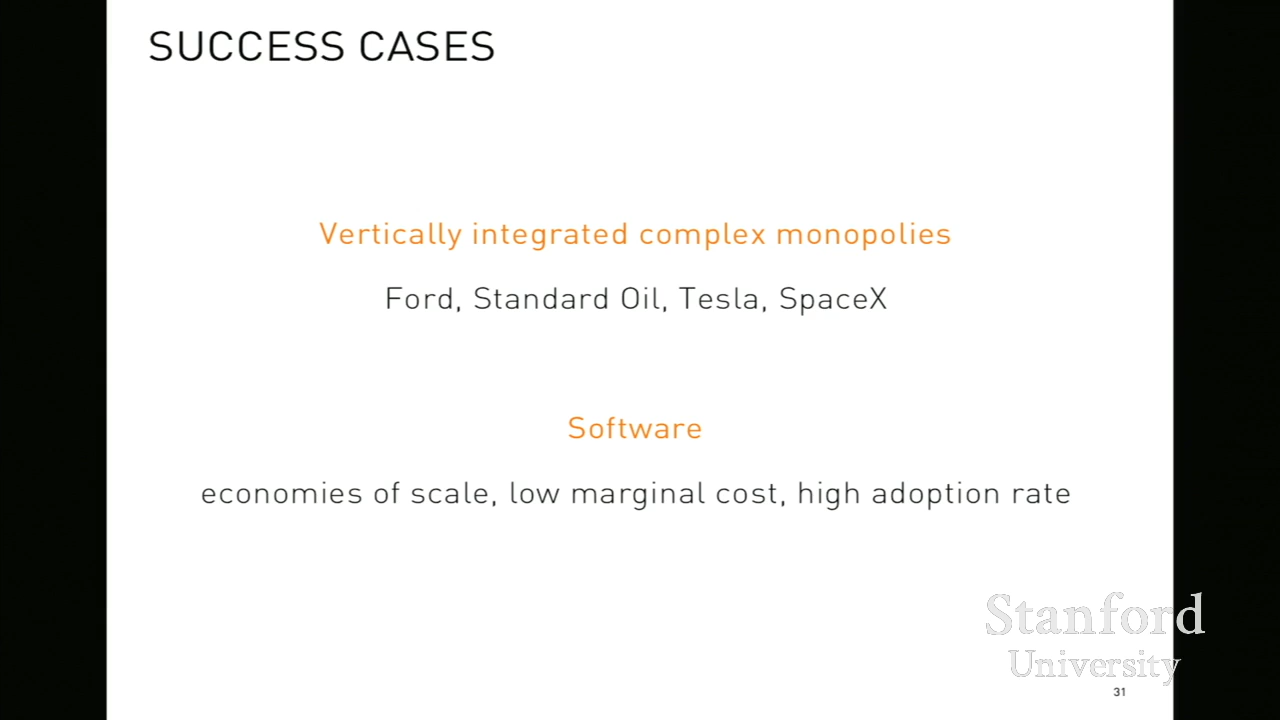 SUCCESS CASES
Vertically integrated complex monopolies
Ford, Standard Oil, Tesla, SpaceX
Software
economies of scale, low marginal cost, high adoption rate
Stanford
University
31